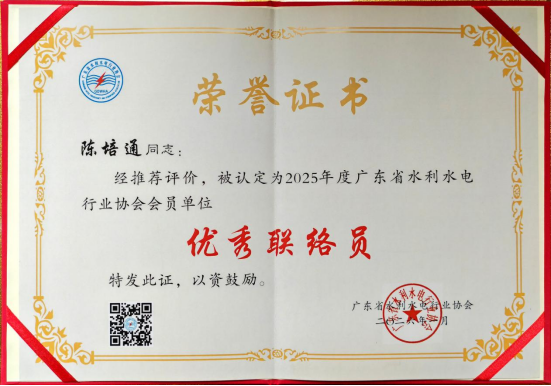 荣誉证书
陈培通同志：
经推荐评价，被认定为2025年度广东省水利水电
行业协会会员单位
优秀联络员
特发此证，以资鼓励。
广东省水利水电行业协会